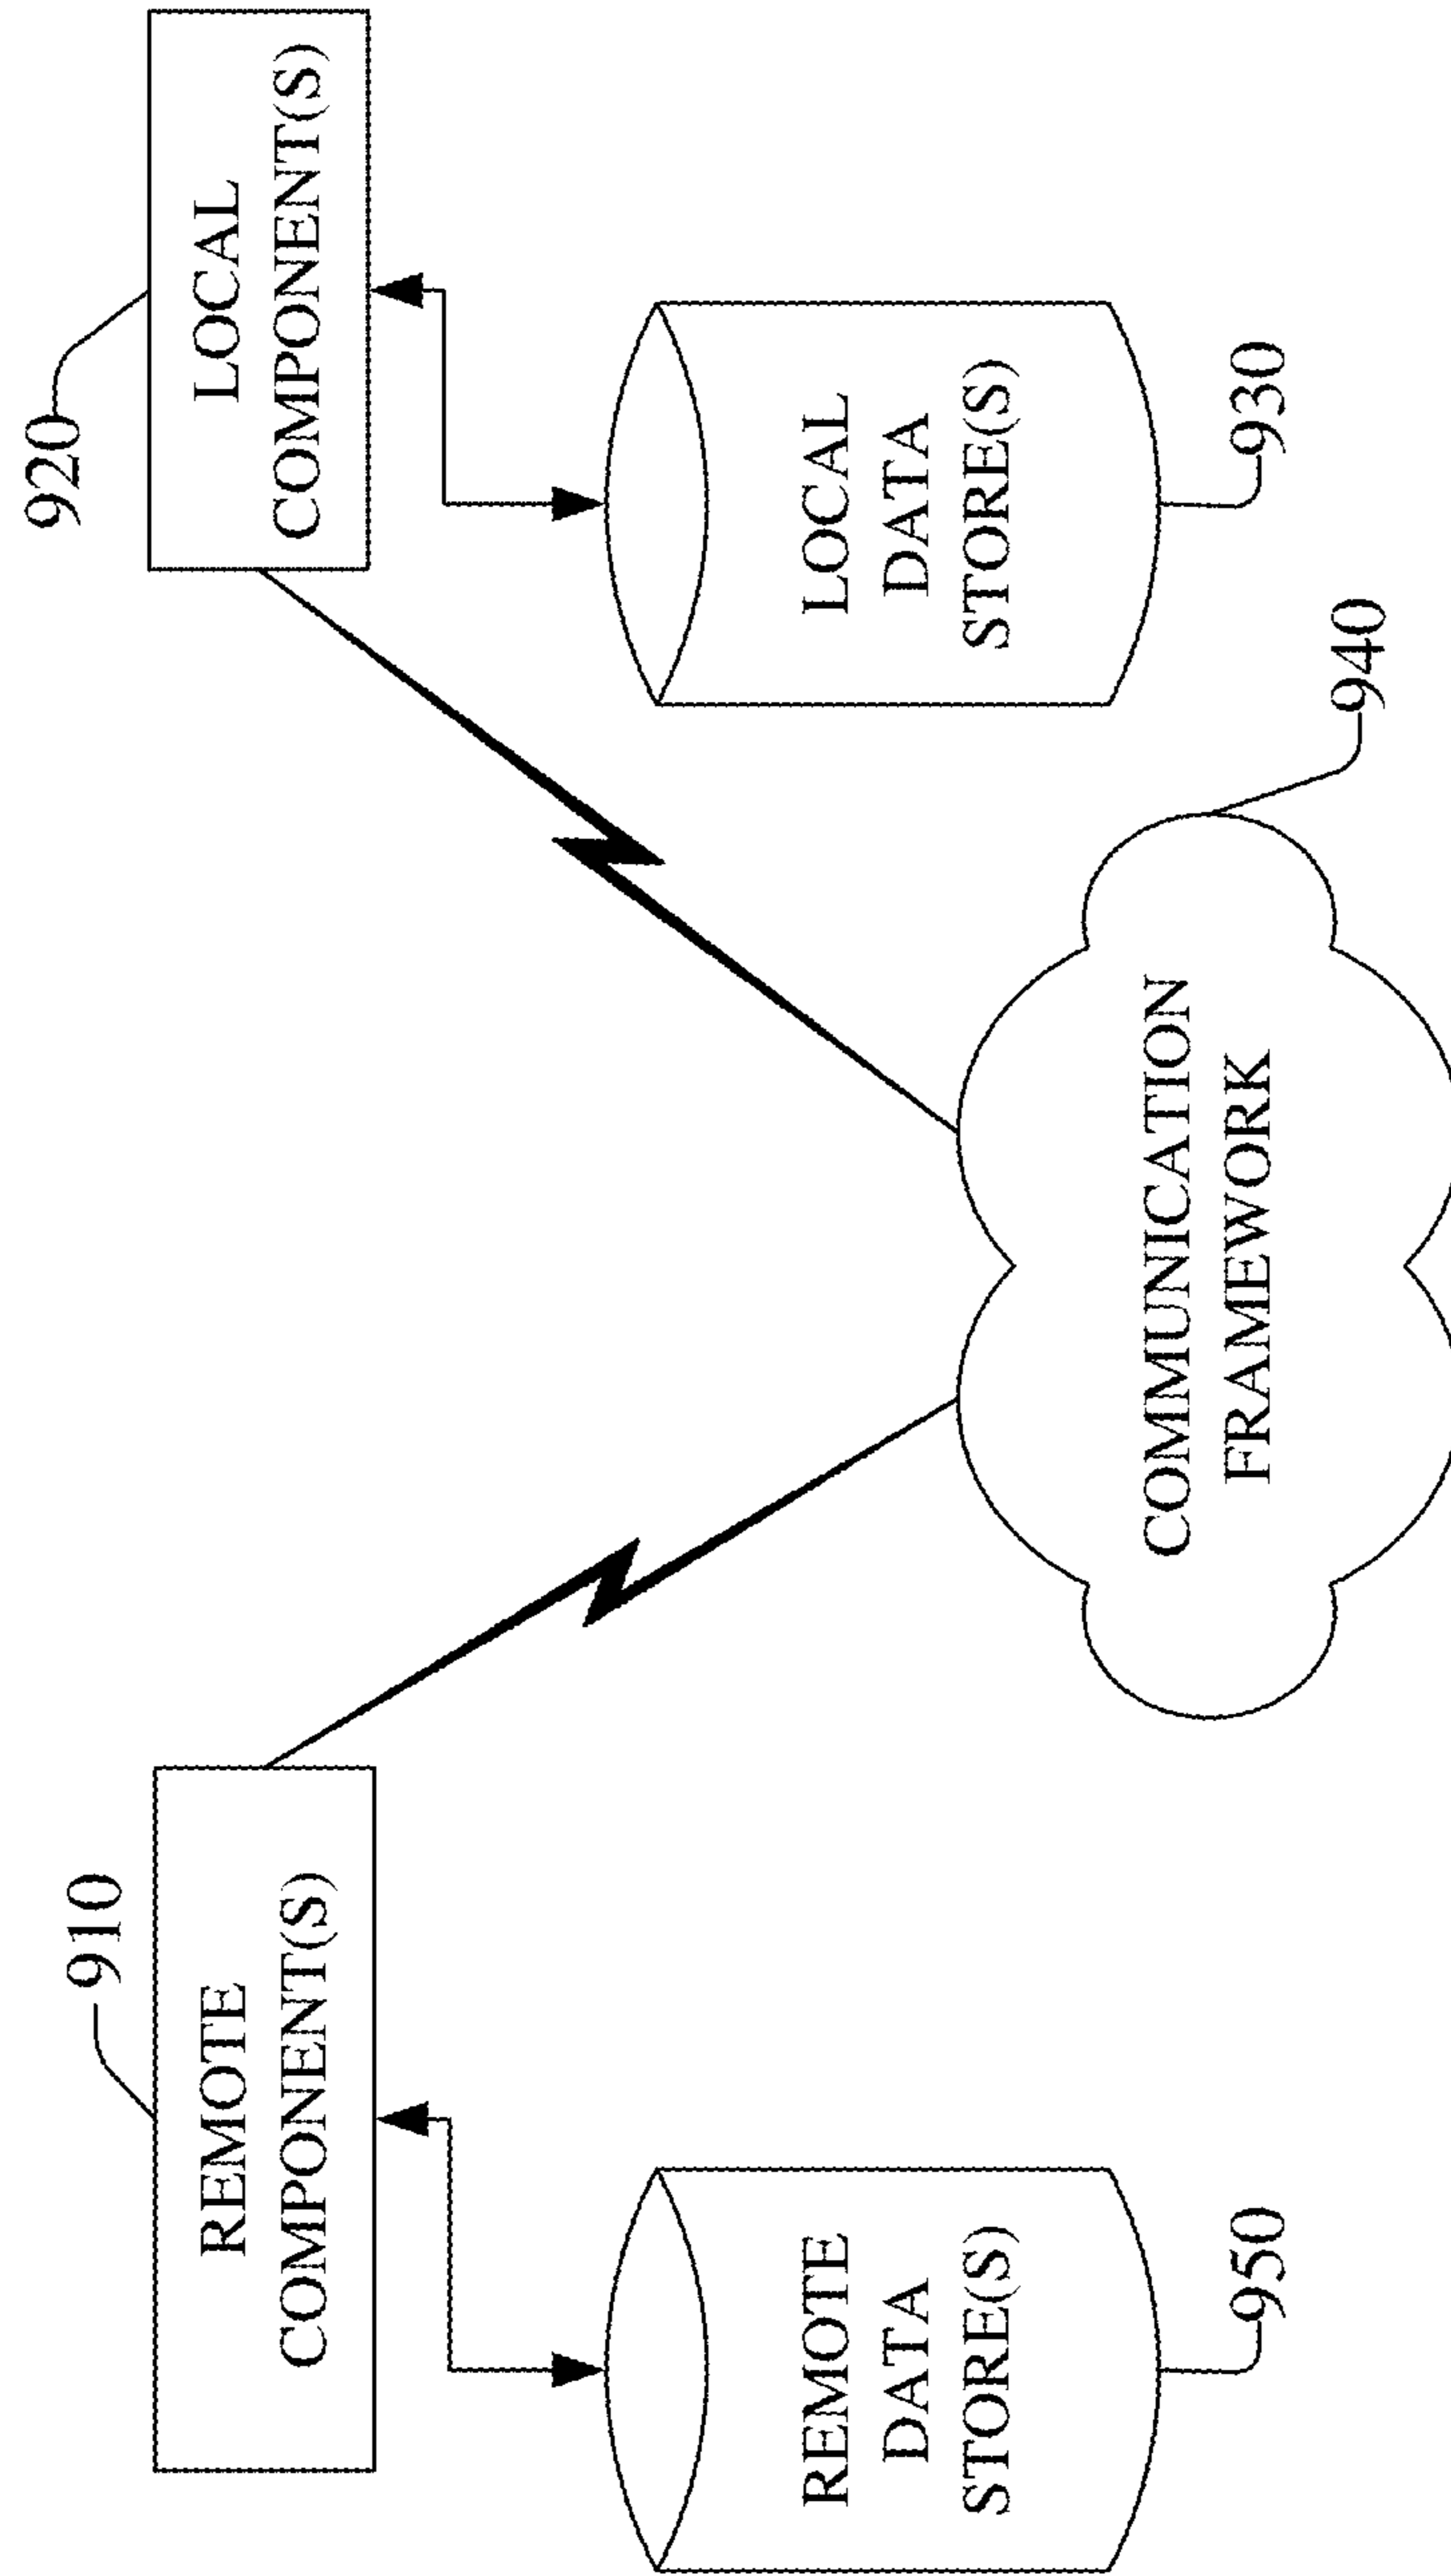 910
REMOTE
COMPONENT(S)
920
LOCAL
COMPONENT(S)
REMOTE
DATA
STORE(S)
950
LOCAL
DATA
STORE(S)
930
COMMUNICATION
FRAMEWORK
940